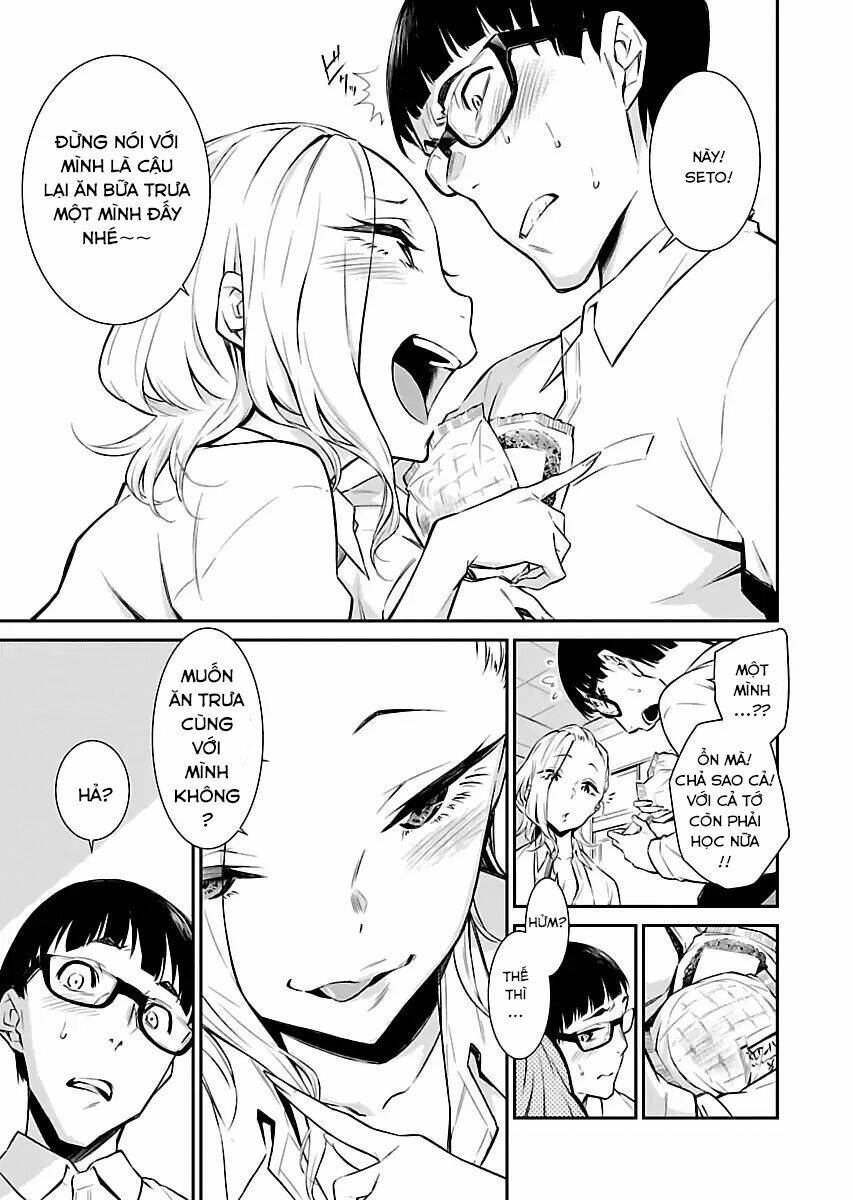 NÀY!
SETO!
ĐỪNG NÓI VỚI
MÌNH LÀ CẬU
LẠI ĂN BỮA TRƯA
MỘT MÌNH ĐẤY
NHÉ~~
MỘT
MÌNH
...??
ỔN MÀ!
CHẢ SAO CẢ!
VỚI CẢ TỚ
CÒN PHẢI
HỌC NỮA
!!
HỬM?
THẾ
THÌ
...
MUỐN
ĂN TRƯA
CÙNG
VỚI
MÌNH
KHÔNG
?
HẢ?